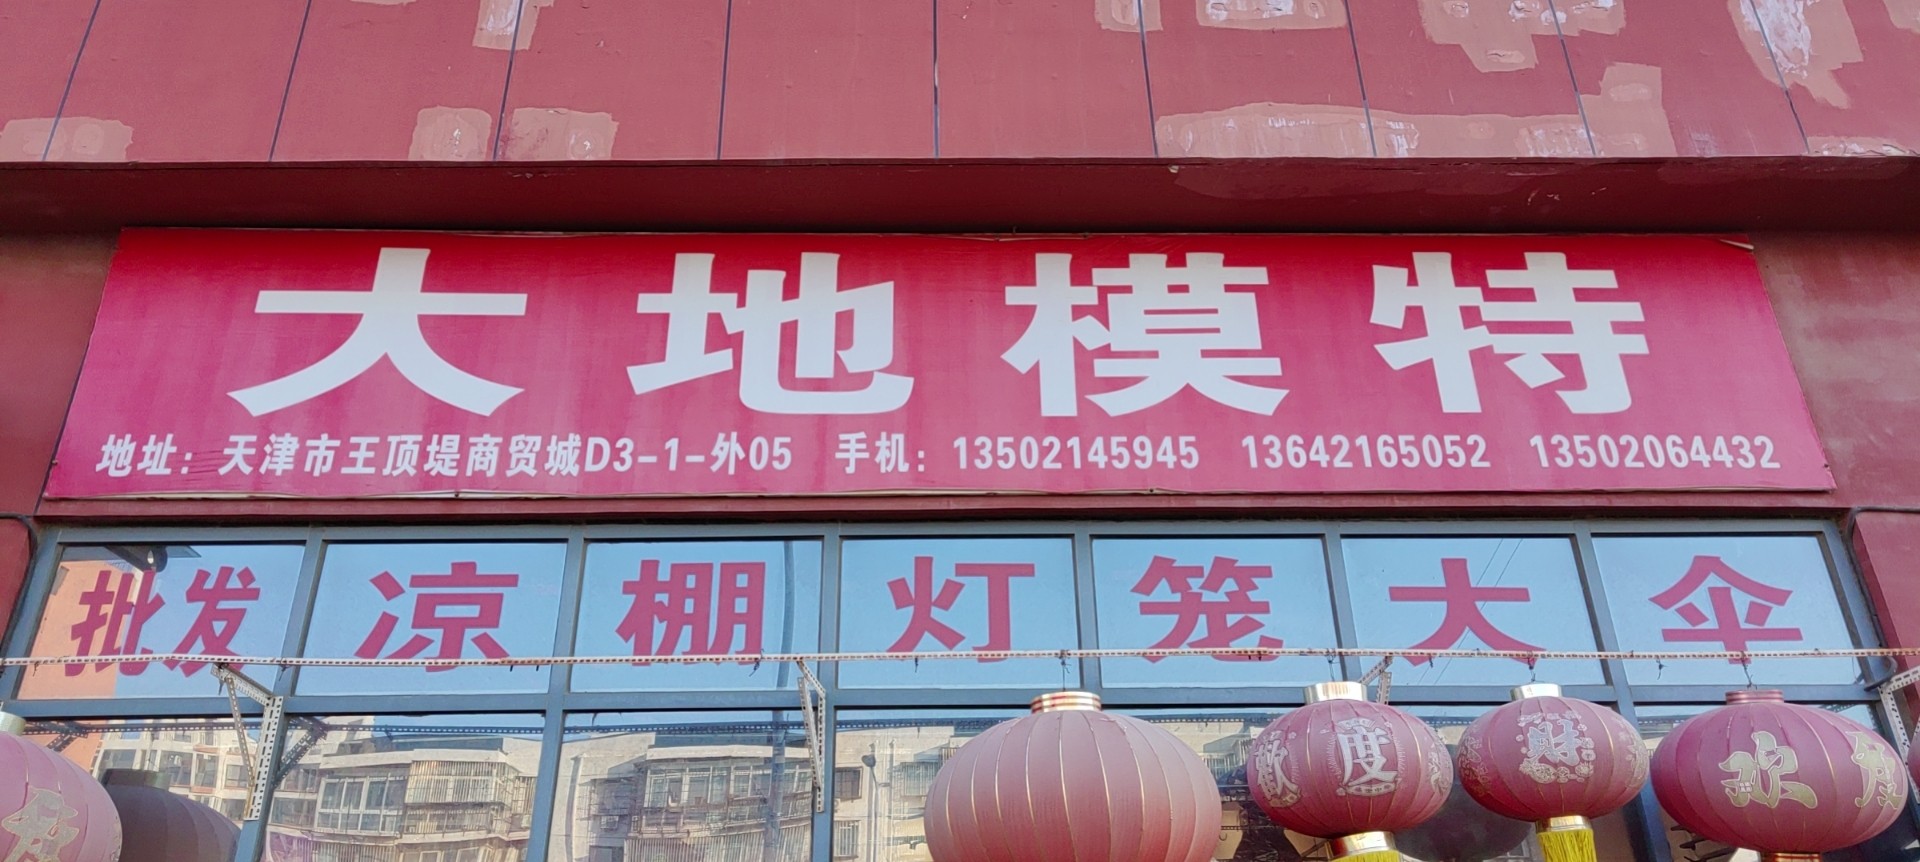 大地模特
地址：天津市王顶堤商贸城D3-1-外05 手机：13502145945 13642165052 13502064432
批发 凉棚灯笼大伞
歡度
财
欢度